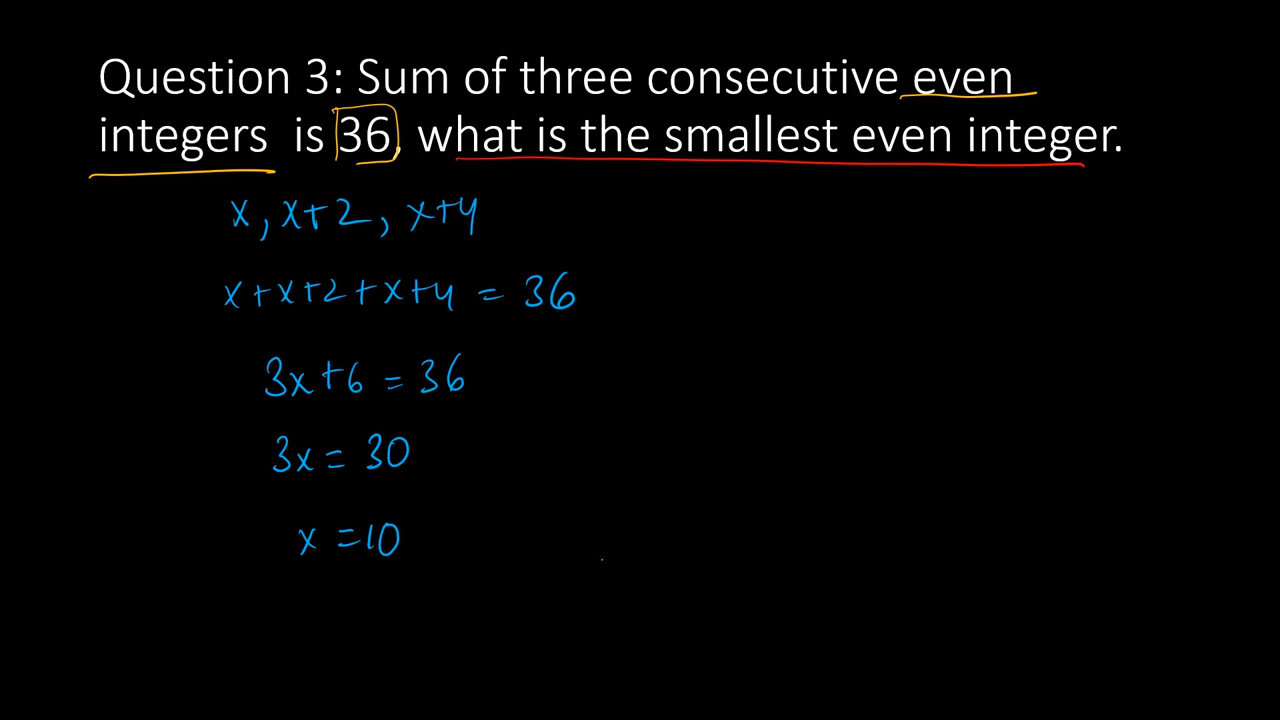 Question 3: Sum of three consecutive even
integers is 36, what is the smallest even integer.
x, x+2, x+4
x+x+2+x+4 = 36
3x+6 = 36
3x = 30
x = 10